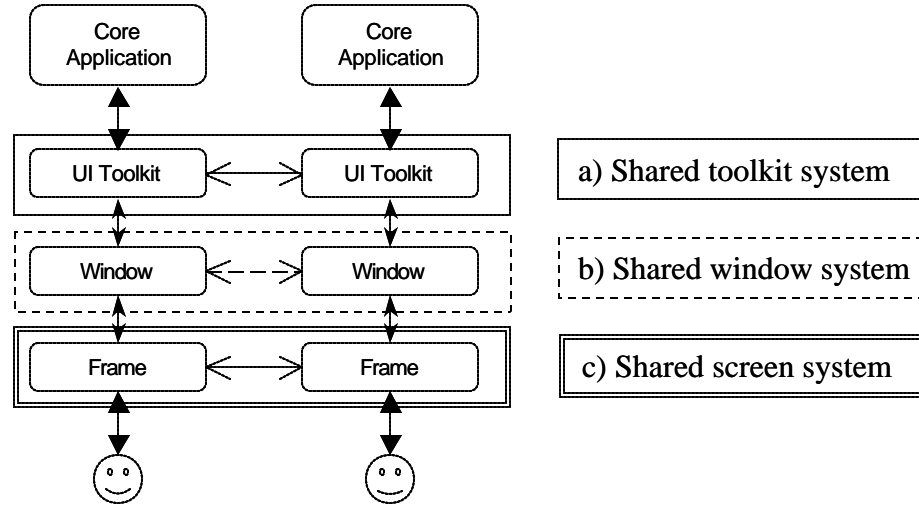 Core
Application
Core
Application
UI Toolkit
UI Toolkit
a) Shared toolkit system
Window
Window
b) Shared window system
Frame
Frame
c) Shared screen system